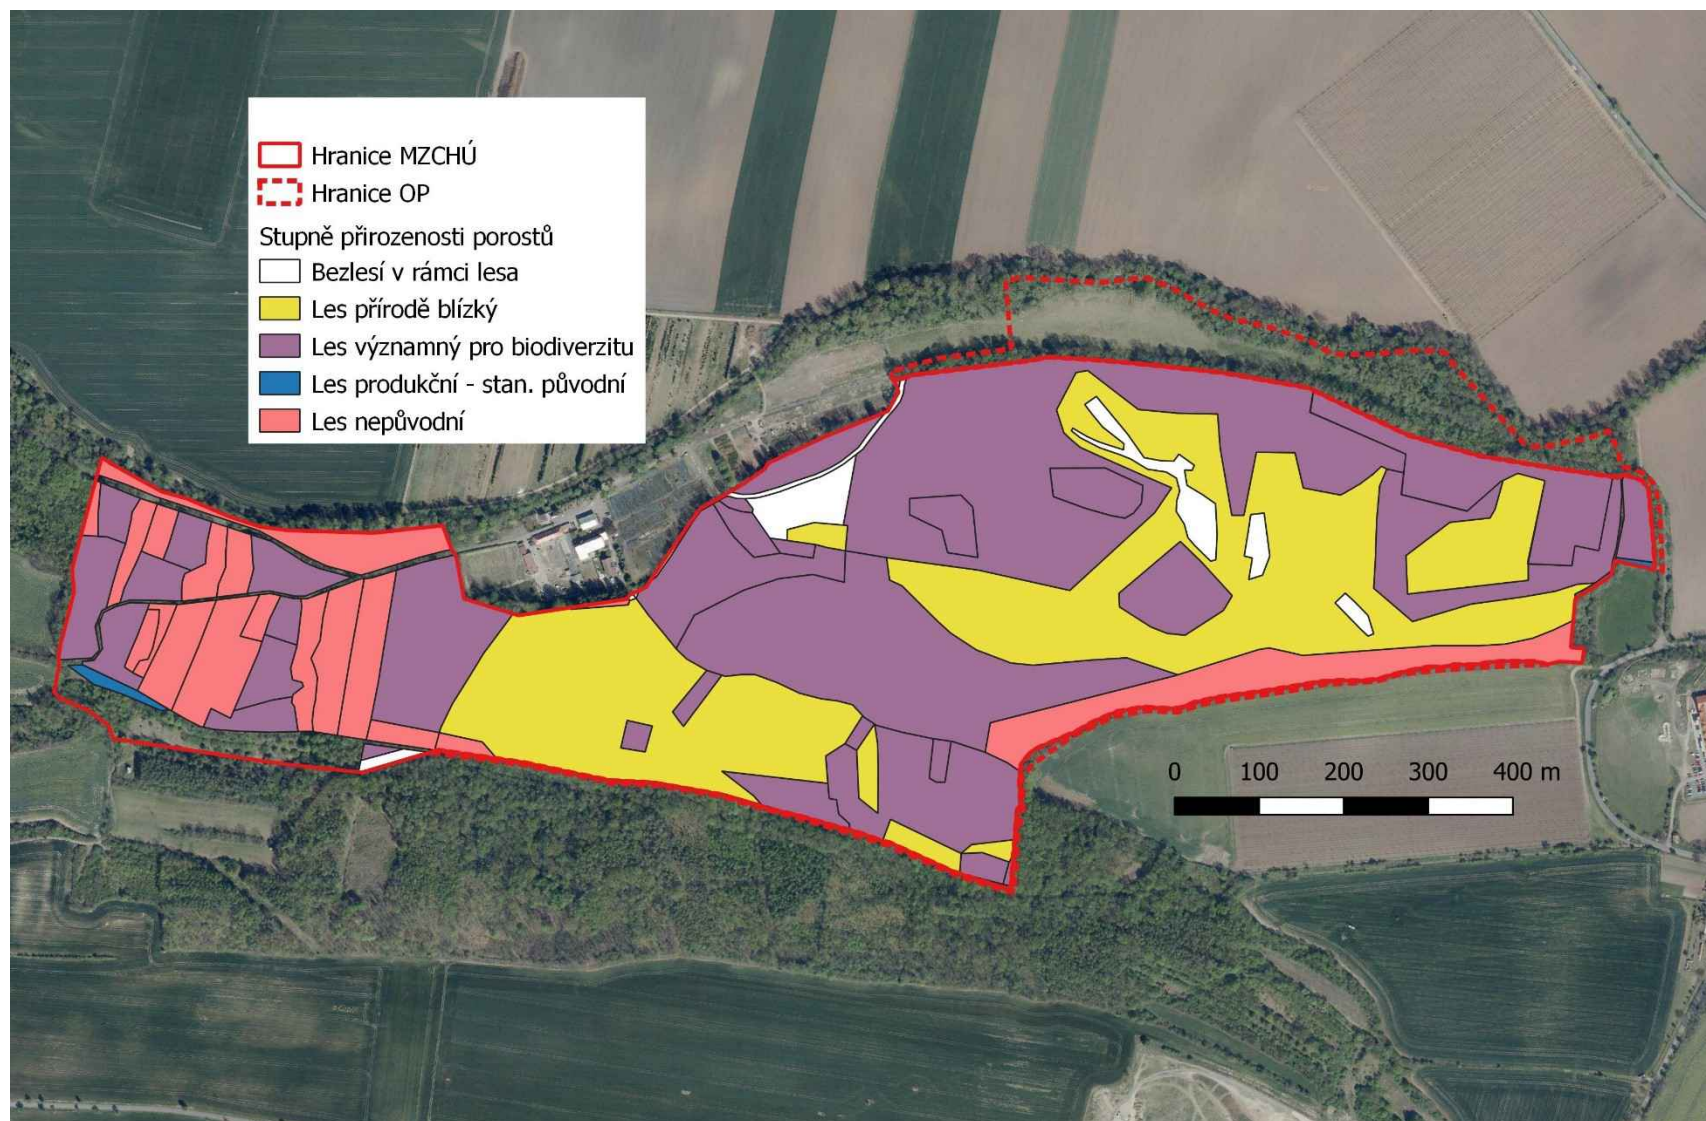 Hranice MZCHÚ
Hranice OP
Stupně přirozenosti porostů
Bezlesí v rámci lesa
Les přírodě blízký
Les významný pro biodiverzitu
Les produkční - stan. původní
Les nepůvodní
0 100 200 300 400 m